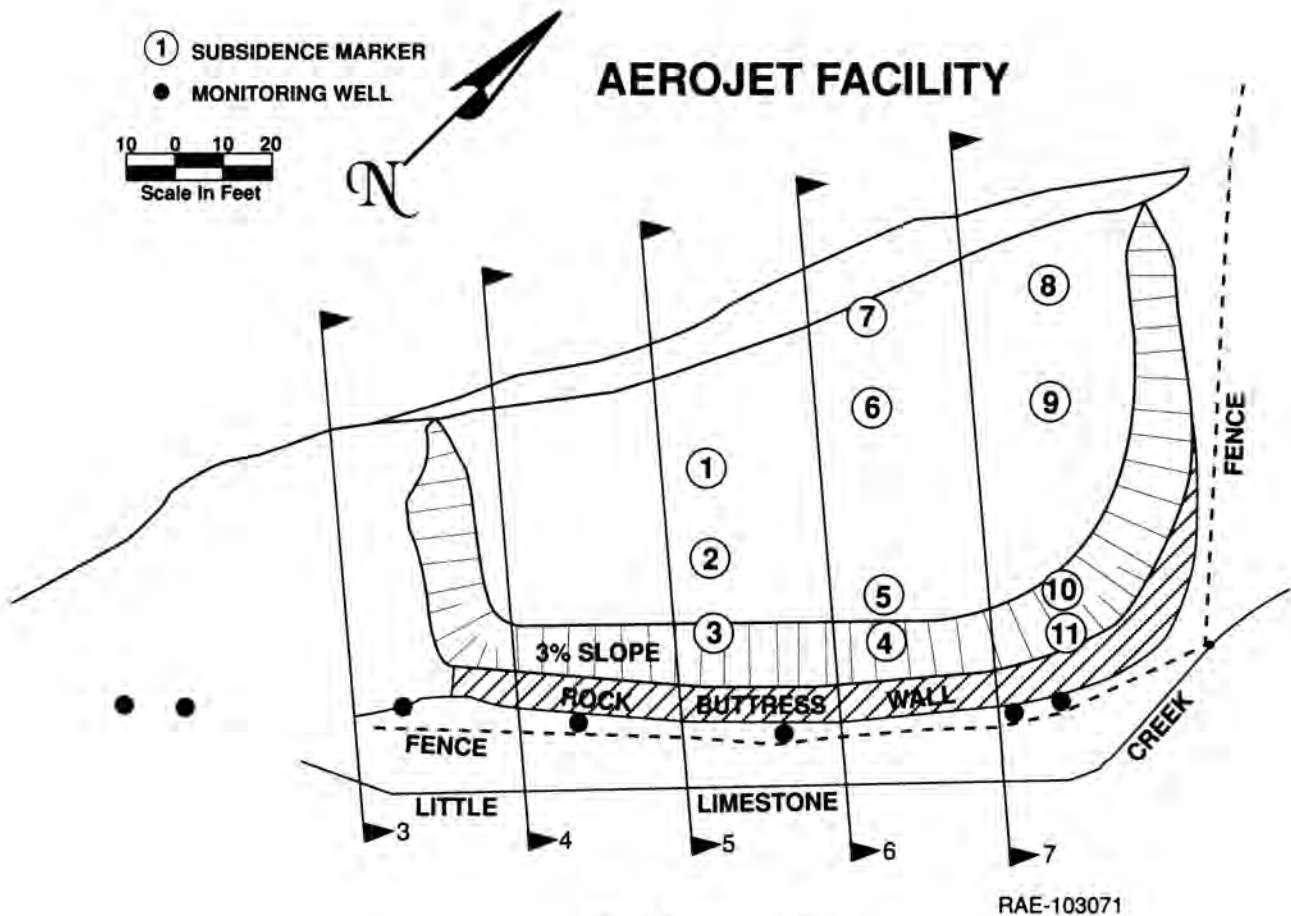 ① SUBSIDENCE MARKER
● MONITORING WELL
AEROJET FACILITY
10 0 10 20
Scale In Feet
N
8
7
9
6
1
2
5
10
3
4
11
3% SLOPE
ROCK BUTTRESS WALL
FENCE
FENCE
CREEK
LITTLE LIMESTONE
3
4
5
6
7
RAE-103071